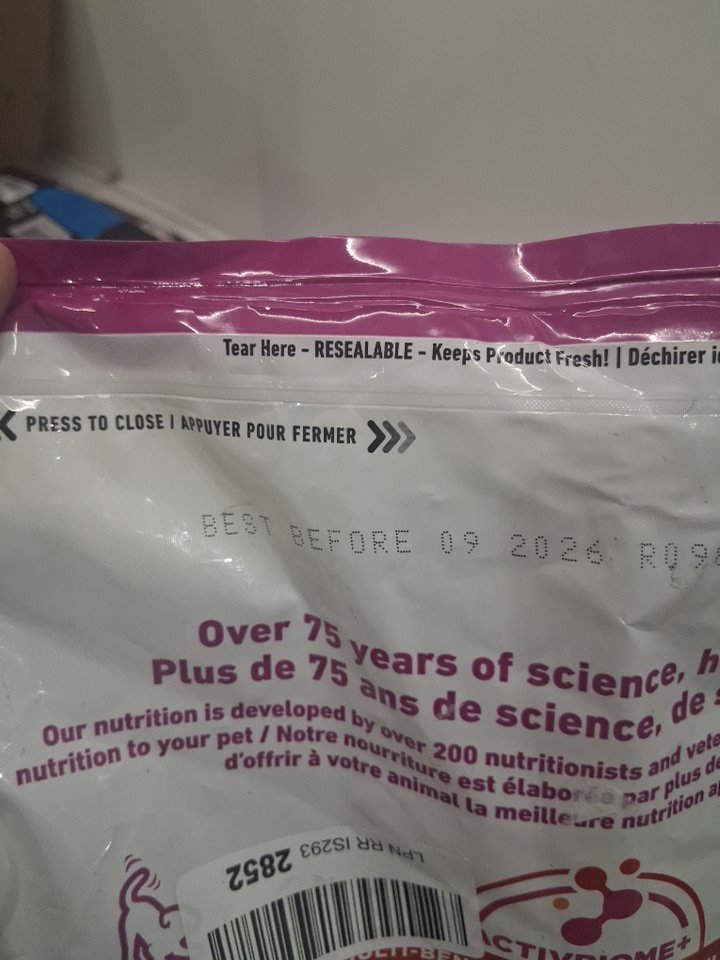 Tear Here - RESEALABLE - Keeps Product Fresh! | Déchirer
PRESS TO CLOSE | APPUYER POUR FERMER
BEST BEFORE 09 2026
Over 75 years of science,
Plus de 75 ans de science, de
Our nutrition is developed by over 200 nutritionists and
nutrition to your pet / Notre nourriture est élaborée par plus
d'offrir à votre animal la meilleure nutrition
LPN RR IS293 2852
ACTIVBIOME+